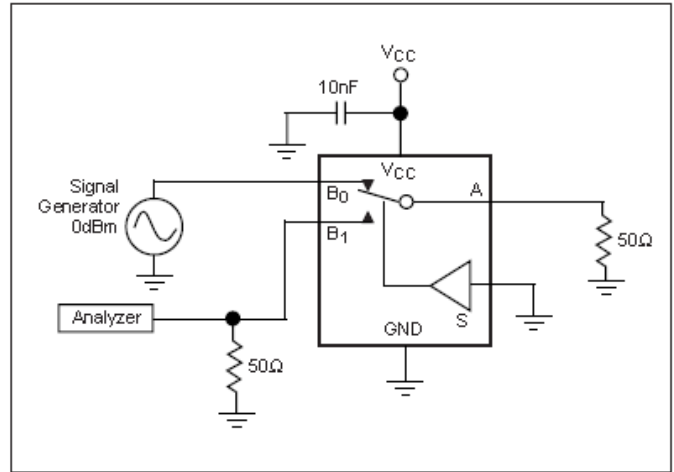 VCC
10nF
VCC
Signal
Generator
0dBm
B0
B1
A
50Ω
Analyzer
S
GND
50Ω